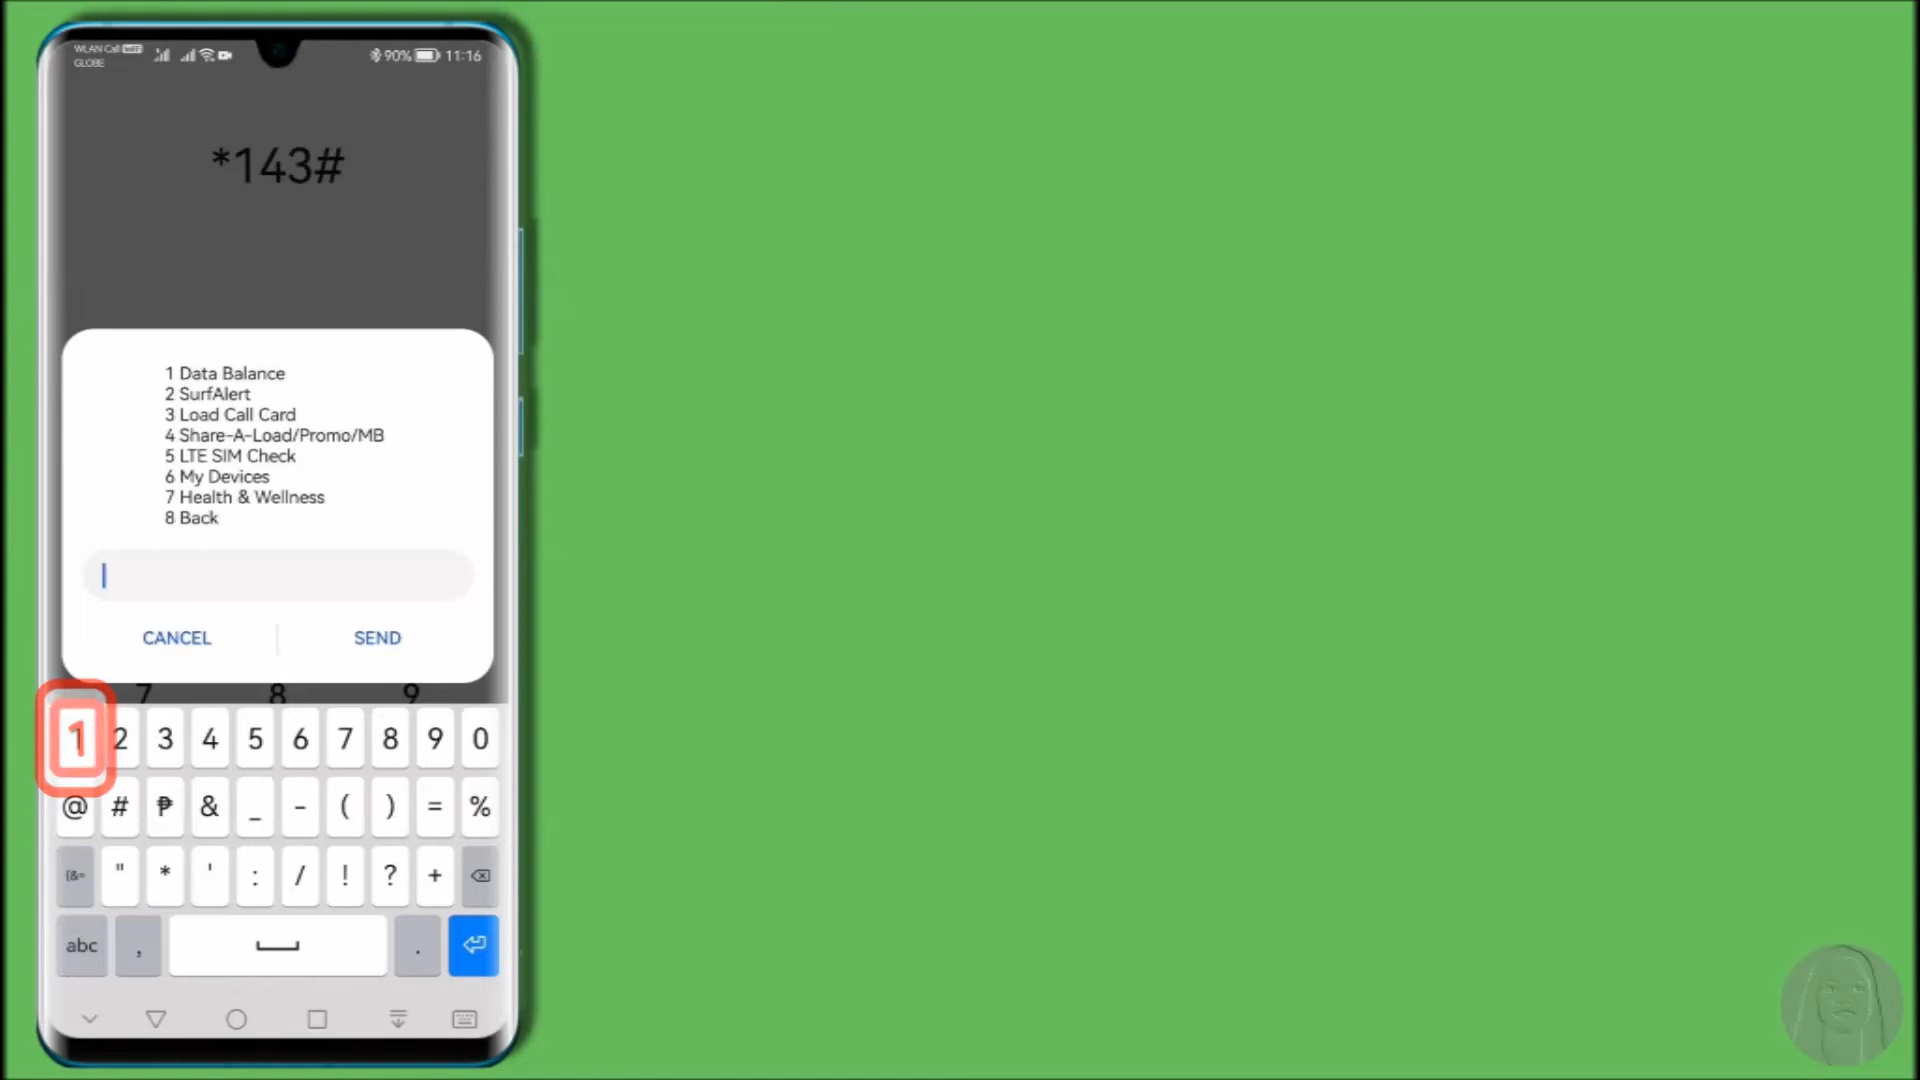 WLAN Call WiFi
GLOBE
90% 11:16
*143#
1 Data Balance
2 SurfAlert
3 Load Call Card
4 Share-A-Load/Promo/MB
5 LTE SIM Check
6 My Devices
7 Health & Wellness
8 Back
CANCEL SEND
7 8 9
1 2 3 4 5 6 7 8 9 0
@ # ₱ & _ - ( ) = %
{&= " * ' : / ! ? +
abc , .